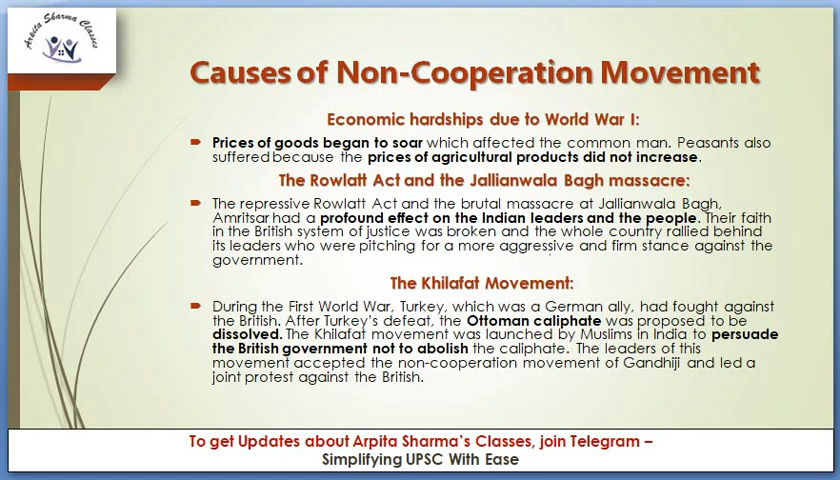 Arpita Sharma Classes
Causes of Non-Cooperation Movement
Economic hardships due to World War I:
Prices of goods began to soar which affected the common man. Peasants also
suffered because the prices of agricultural products did not increase.
The Rowlatt Act and the Jallianwala Bagh massacre:
The repressive Rowlatt Act and the brutal massacre at Jallianwala Bagh,
Amritsar had a profound effect on the Indian leaders and the people. Their faith
in the British system of justice was broken and the whole country rallied behind
its leaders who were pitching for a more aggressive and firm stance against the
government.
The Khilafat Movement:
During the First World War, Turkey, which was a German ally, had fought against
the British. After Turkey's defeat, the Ottoman caliphate was proposed to be
dissolved. The Khilafat movement was launched by Muslims in India to persuade
the British government not to abolish the caliphate. The leaders of this
movement accepted the non-cooperation movement of Gandhiji and led a
joint protest against the British.
To get Updates about Arpita Sharma's Classes, join Telegram –
Simplifying UPSC With Ease